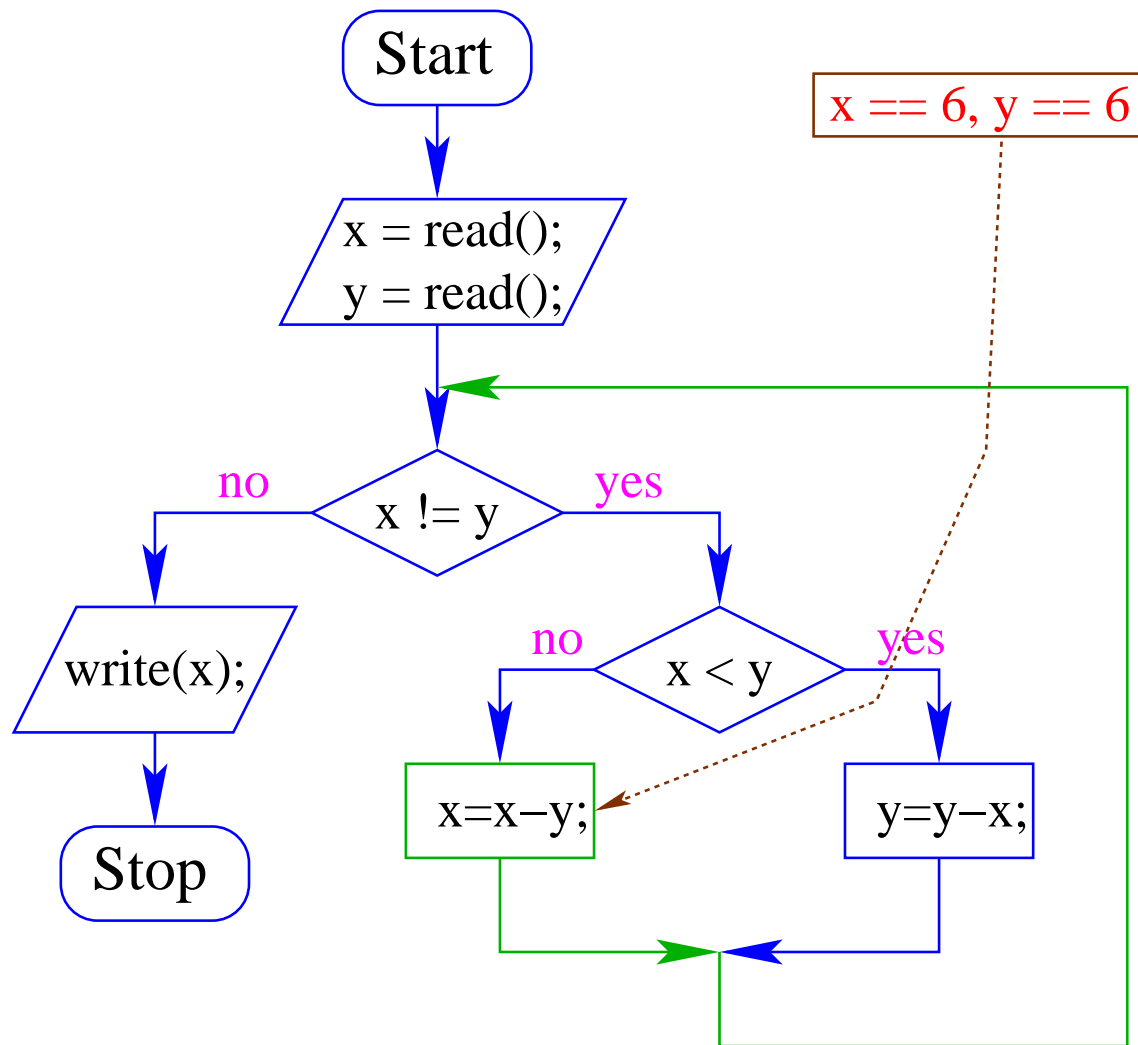 Start
x == 6, y == 6
x = read();
y = read();
no
yes
x != y
no
yes
write(x);
x < y
x=x−y;
y=y−x;
Stop